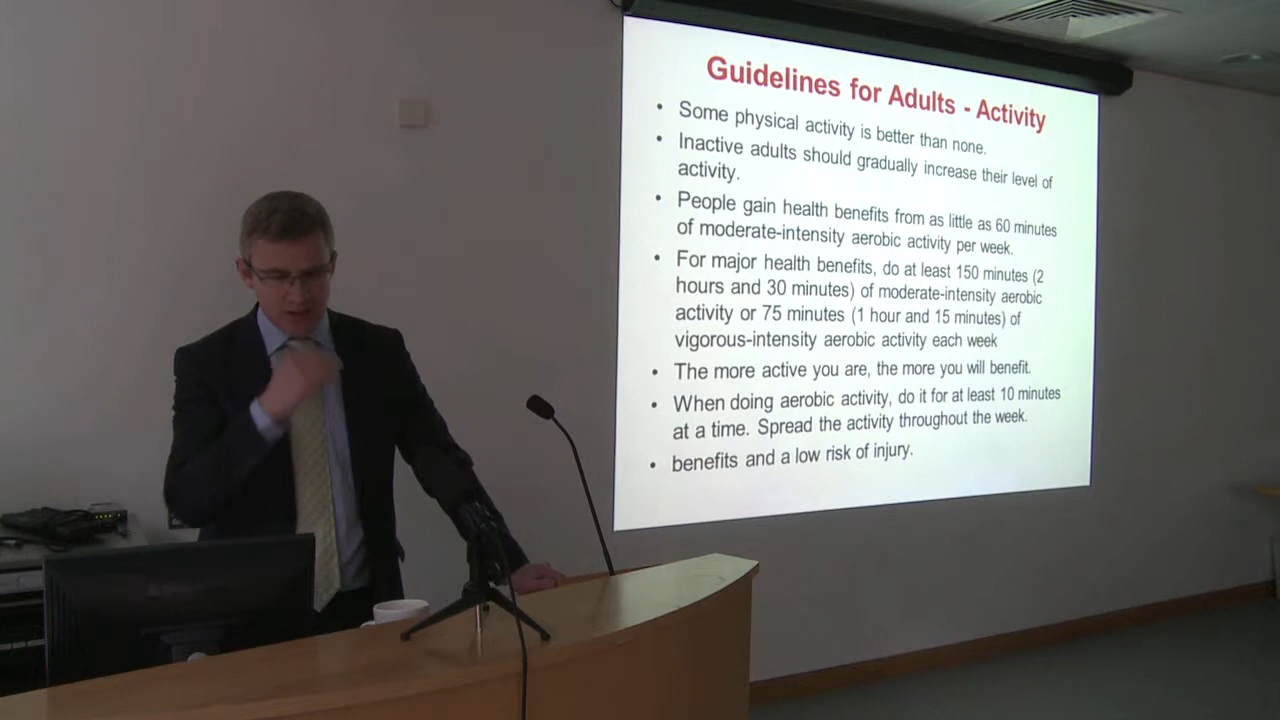 Guidelines for Adults - Activity
• Some physical activity is better than none.
• Inactive adults should gradually increase their level of
activity.
• People gain health benefits from as little as 60 minutes
of moderate-intensity aerobic activity per week.
• For major health benefits, do at least 150 minutes (2
hours and 30 minutes) of moderate-intensity aerobic
activity or 75 minutes (1 hour and 15 minutes) of
vigorous-intensity aerobic activity each week
• The more active you are, the more you will benefit.
• When doing aerobic activity, do it for at least 10 minutes
at a time. Spread the activity throughout the week.
• benefits and a low risk of injury.